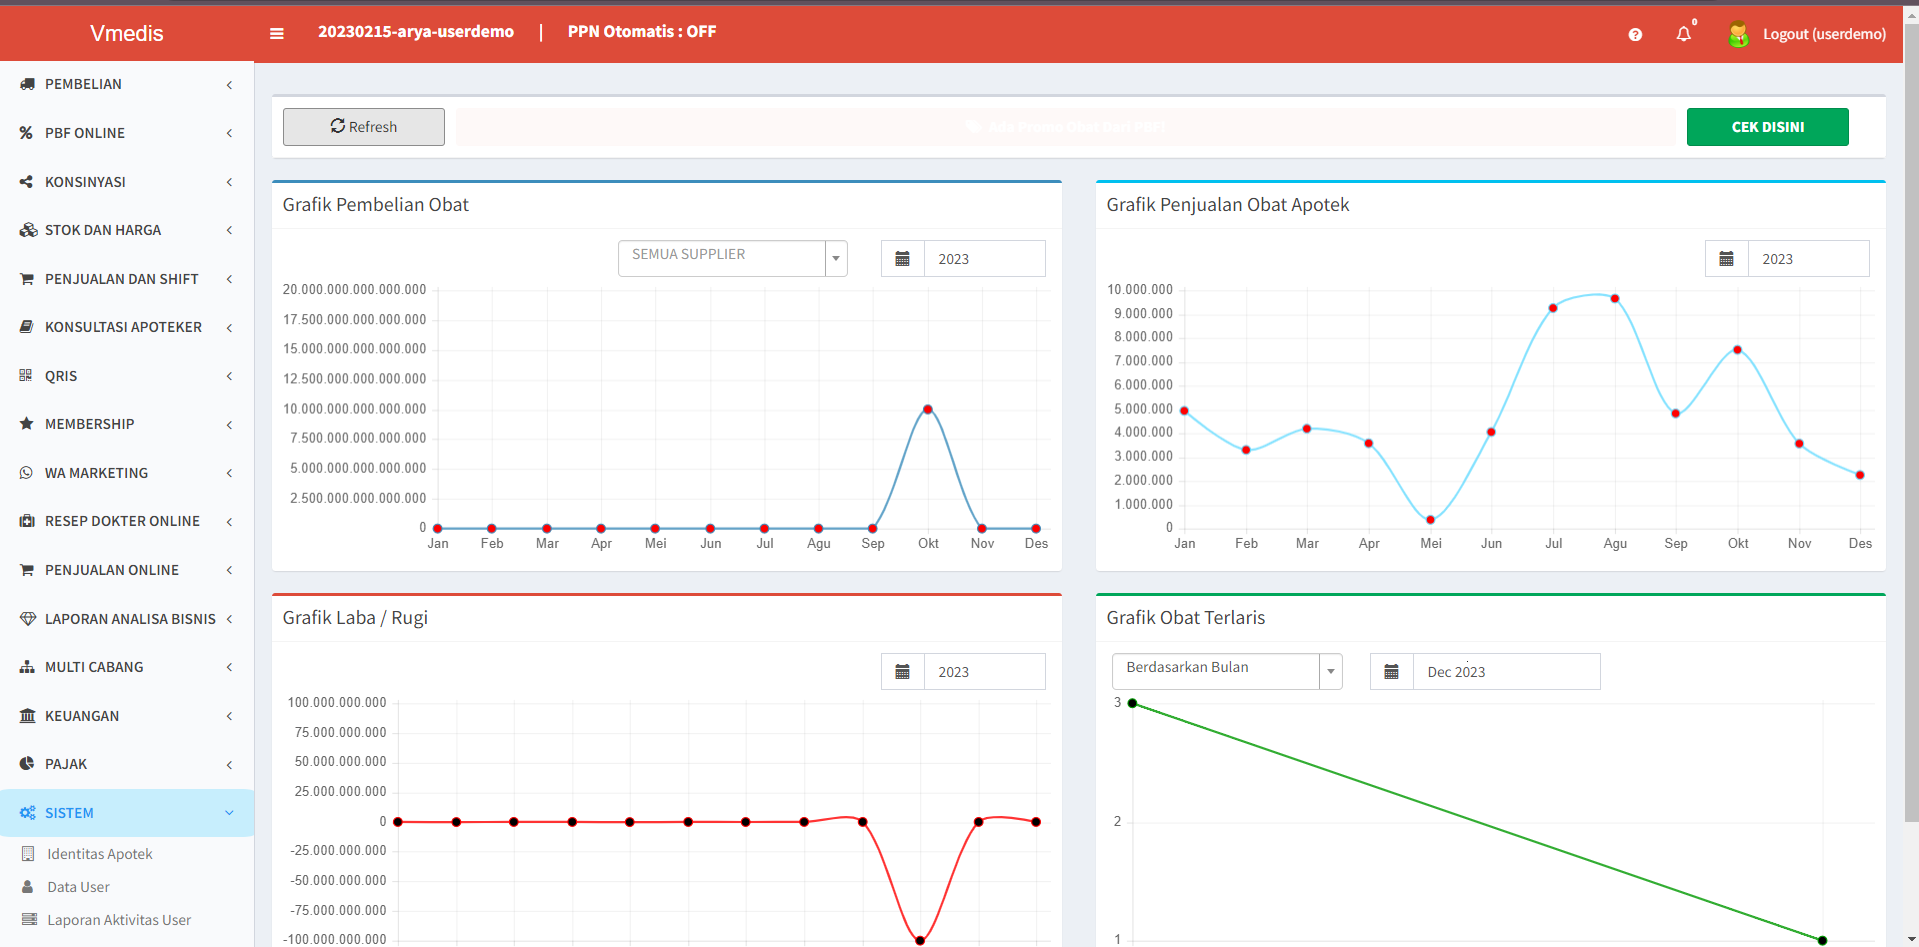 Vmedis
20230215-arya-userdemo | PPN Otomatis : OFF
0
Logout (userdemo)
PEMBELIAN
PBF ONLINE
KONSINYASI
STOK DAN HARGA
PENJUALAN DAN SHIFT
KONSULTASI APOTEKER
QRIS
MEMBERSHIP
WA MARKETING
RESEP DOKTER ONLINE
PENJUALAN ONLINE
LAPORAN ANALISA BISNIS
MULTI CABANG
KEUANGAN
PAJAK
SISTEM
Identitas Apotek
Data User
Laporan Aktivitas User
Refresh
Ada Promo Obat Dari PBF!
CEK DISINI
Grafik Pembelian Obat
SEMUA SUPPLIER
2023
20.000.000.000.000.000
17.500.000.000.000.000
15.000.000.000.000.000
12.500.000.000.000.000
10.000.000.000.000.000
7.500.000.000.000.000
5.000.000.000.000.000
2.500.000.000.000.000
0
Jan Feb Mar Apr Mei Jun Jul Agu Sep Okt Nov Des
Grafik Penjualan Obat Apotek
2023
10.000.000
9.000.000
8.000.000
7.000.000
6.000.000
5.000.000
4.000.000
3.000.000
2.000.000
1.000.000
0
Jan Feb Mar Apr Mei Jun Jul Agu Sep Okt Nov Des
Grafik Laba / Rugi
2023
100.000.000.000
75.000.000.000
50.000.000.000
25.000.000.000
0
-25.000.000.000
-50.000.000.000
-75.000.000.000
-100.000.000.000
Grafik Obat Terlaris
Berdasarkan Bulan
Dec 2023
3
2
1